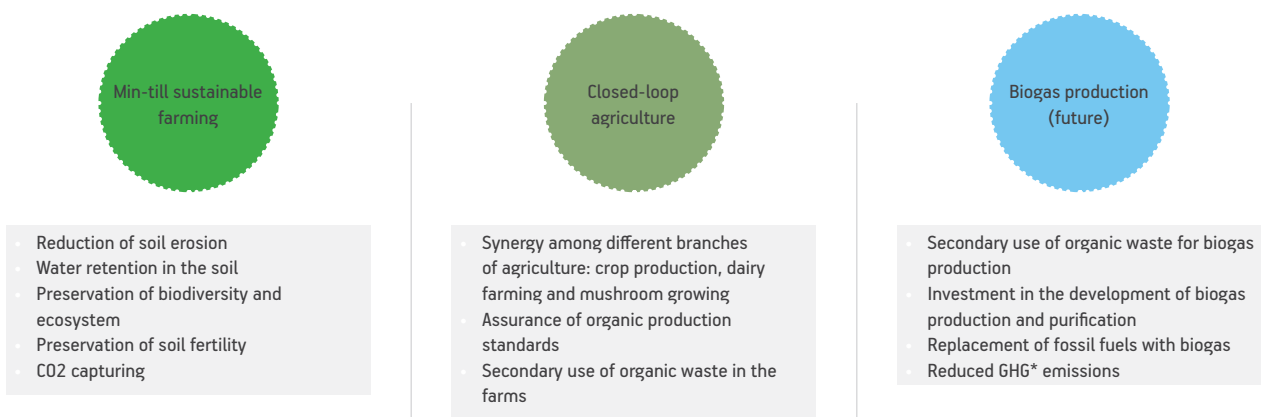 Min-till sustainable
farming
Reduction of soil erosion
Water retention in the soil
Preservation of biodiversity and
ecosystem
Preservation of soil fertility
CO2 capturing
Closed-loop
agriculture
Synergy among different branches
of agriculture: crop production, dairy
farming and mushroom growing
Assurance of organic production
standards
Secondary use of organic waste in the
farms
Biogas production
(future)
Secondary use of organic waste for biogas
production
Investment in the development of biogas
production and purification
Replacement of fossil fuels with biogas
Reduced GHG* emissions